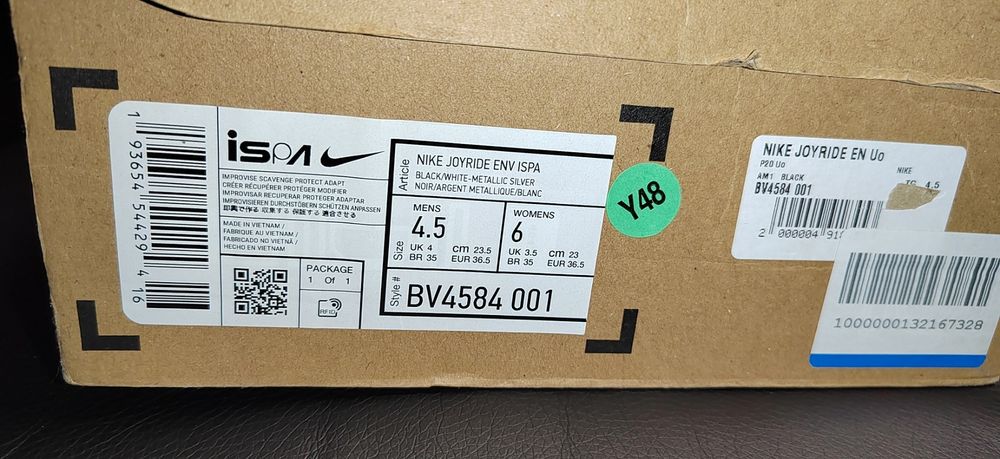 1 93654 54429 4 16
ispa
IMPROVISE SCAVENGE PROTECT ADAPT
CRÉER RÉCUPÉRER PROTÉGER MODIFIER
IMPROVISAR RECUPERAR PROTEGER ADAPTAR
IMPROVISIEREN DURCHSTÖBERN SCHÜTZEN ANPASSEN
即興で作る 収集する 保護する 適合させる
MADE IN VIETNAM /
FABRIQUE AU VIETNAM /
FABRICADO NO VIETNÃ /
HECHO EN VIETNAM
PACKAGE
1 Of 1
RFID
Article
NIKE JOYRIDE ENV ISPA
BLACK/WHITE-METALLIC SILVER
NOIR/ARGENT METALLIQUE/BLANC
Size
MENS
4.5
UK 4 cm 23.5
BR 35 EUR 36.5
WOMENS
6
UK 3.5 cm 23
BR 35 EUR 36.5
Style #
BV4584 001
Y48
NIKE JOYRIDE EN Uo
P20 Uo NIKE
AM1 BLACK 4.5
BV4584 001
2 000004 91
1000000132167328